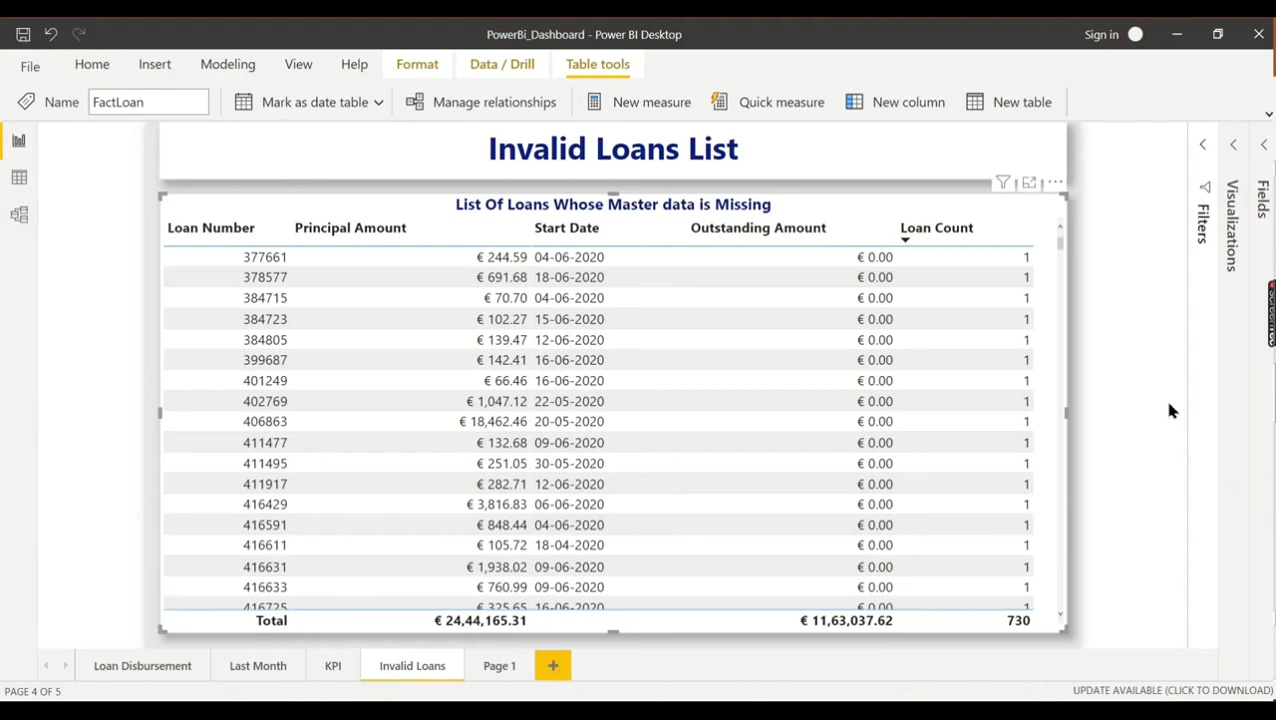 PowerBi_Dashboard - Power BI Desktop
Sign in
File Home Insert Modeling View Help Format Data / Drill Table tools
Name FactLoan Mark as date table Manage relationships New measure Quick measure New column New table
Invalid Loans List
List Of Loans Whose Master data is Missing
Loan Number Principal Amount Start Date Outstanding Amount Loan Count
377661 € 244.59 04-06-2020 € 0.00 1
378577 € 691.68 18-06-2020 € 0.00 1
384715 € 70.70 04-06-2020 € 0.00 1
384723 € 102.27 15-06-2020 € 0.00 1
384805 € 139.47 12-06-2020 € 0.00 1
399687 € 142.41 16-06-2020 € 0.00 1
401249 € 66.46 16-06-2020 € 0.00 1
402769 € 1,047.12 22-05-2020 € 0.00 1
406863 € 18,462.46 20-05-2020 € 0.00 1
411477 € 132.68 09-06-2020 € 0.00 1
411495 € 251.05 30-05-2020 € 0.00 1
411917 € 282.71 12-06-2020 € 0.00 1
416429 € 3,816.83 06-06-2020 € 0.00 1
416591 € 848.44 04-06-2020 € 0.00 1
416611 € 105.72 18-04-2020 € 0.00 1
416631 € 1,938.02 09-06-2020 € 0.00 1
416633 € 760.99 09-06-2020 € 0.00 1
416725 € 325.65 16-06-2020 € 0.00 1
Total € 24,44,165.31 € 11,63,037.62 730
Filters
Visualizations
Fields
Loan Disbursement Last Month KPI Invalid Loans Page 1
PAGE 4 OF 5
UPDATE AVAILABLE (CLICK TO DOWNLOAD)